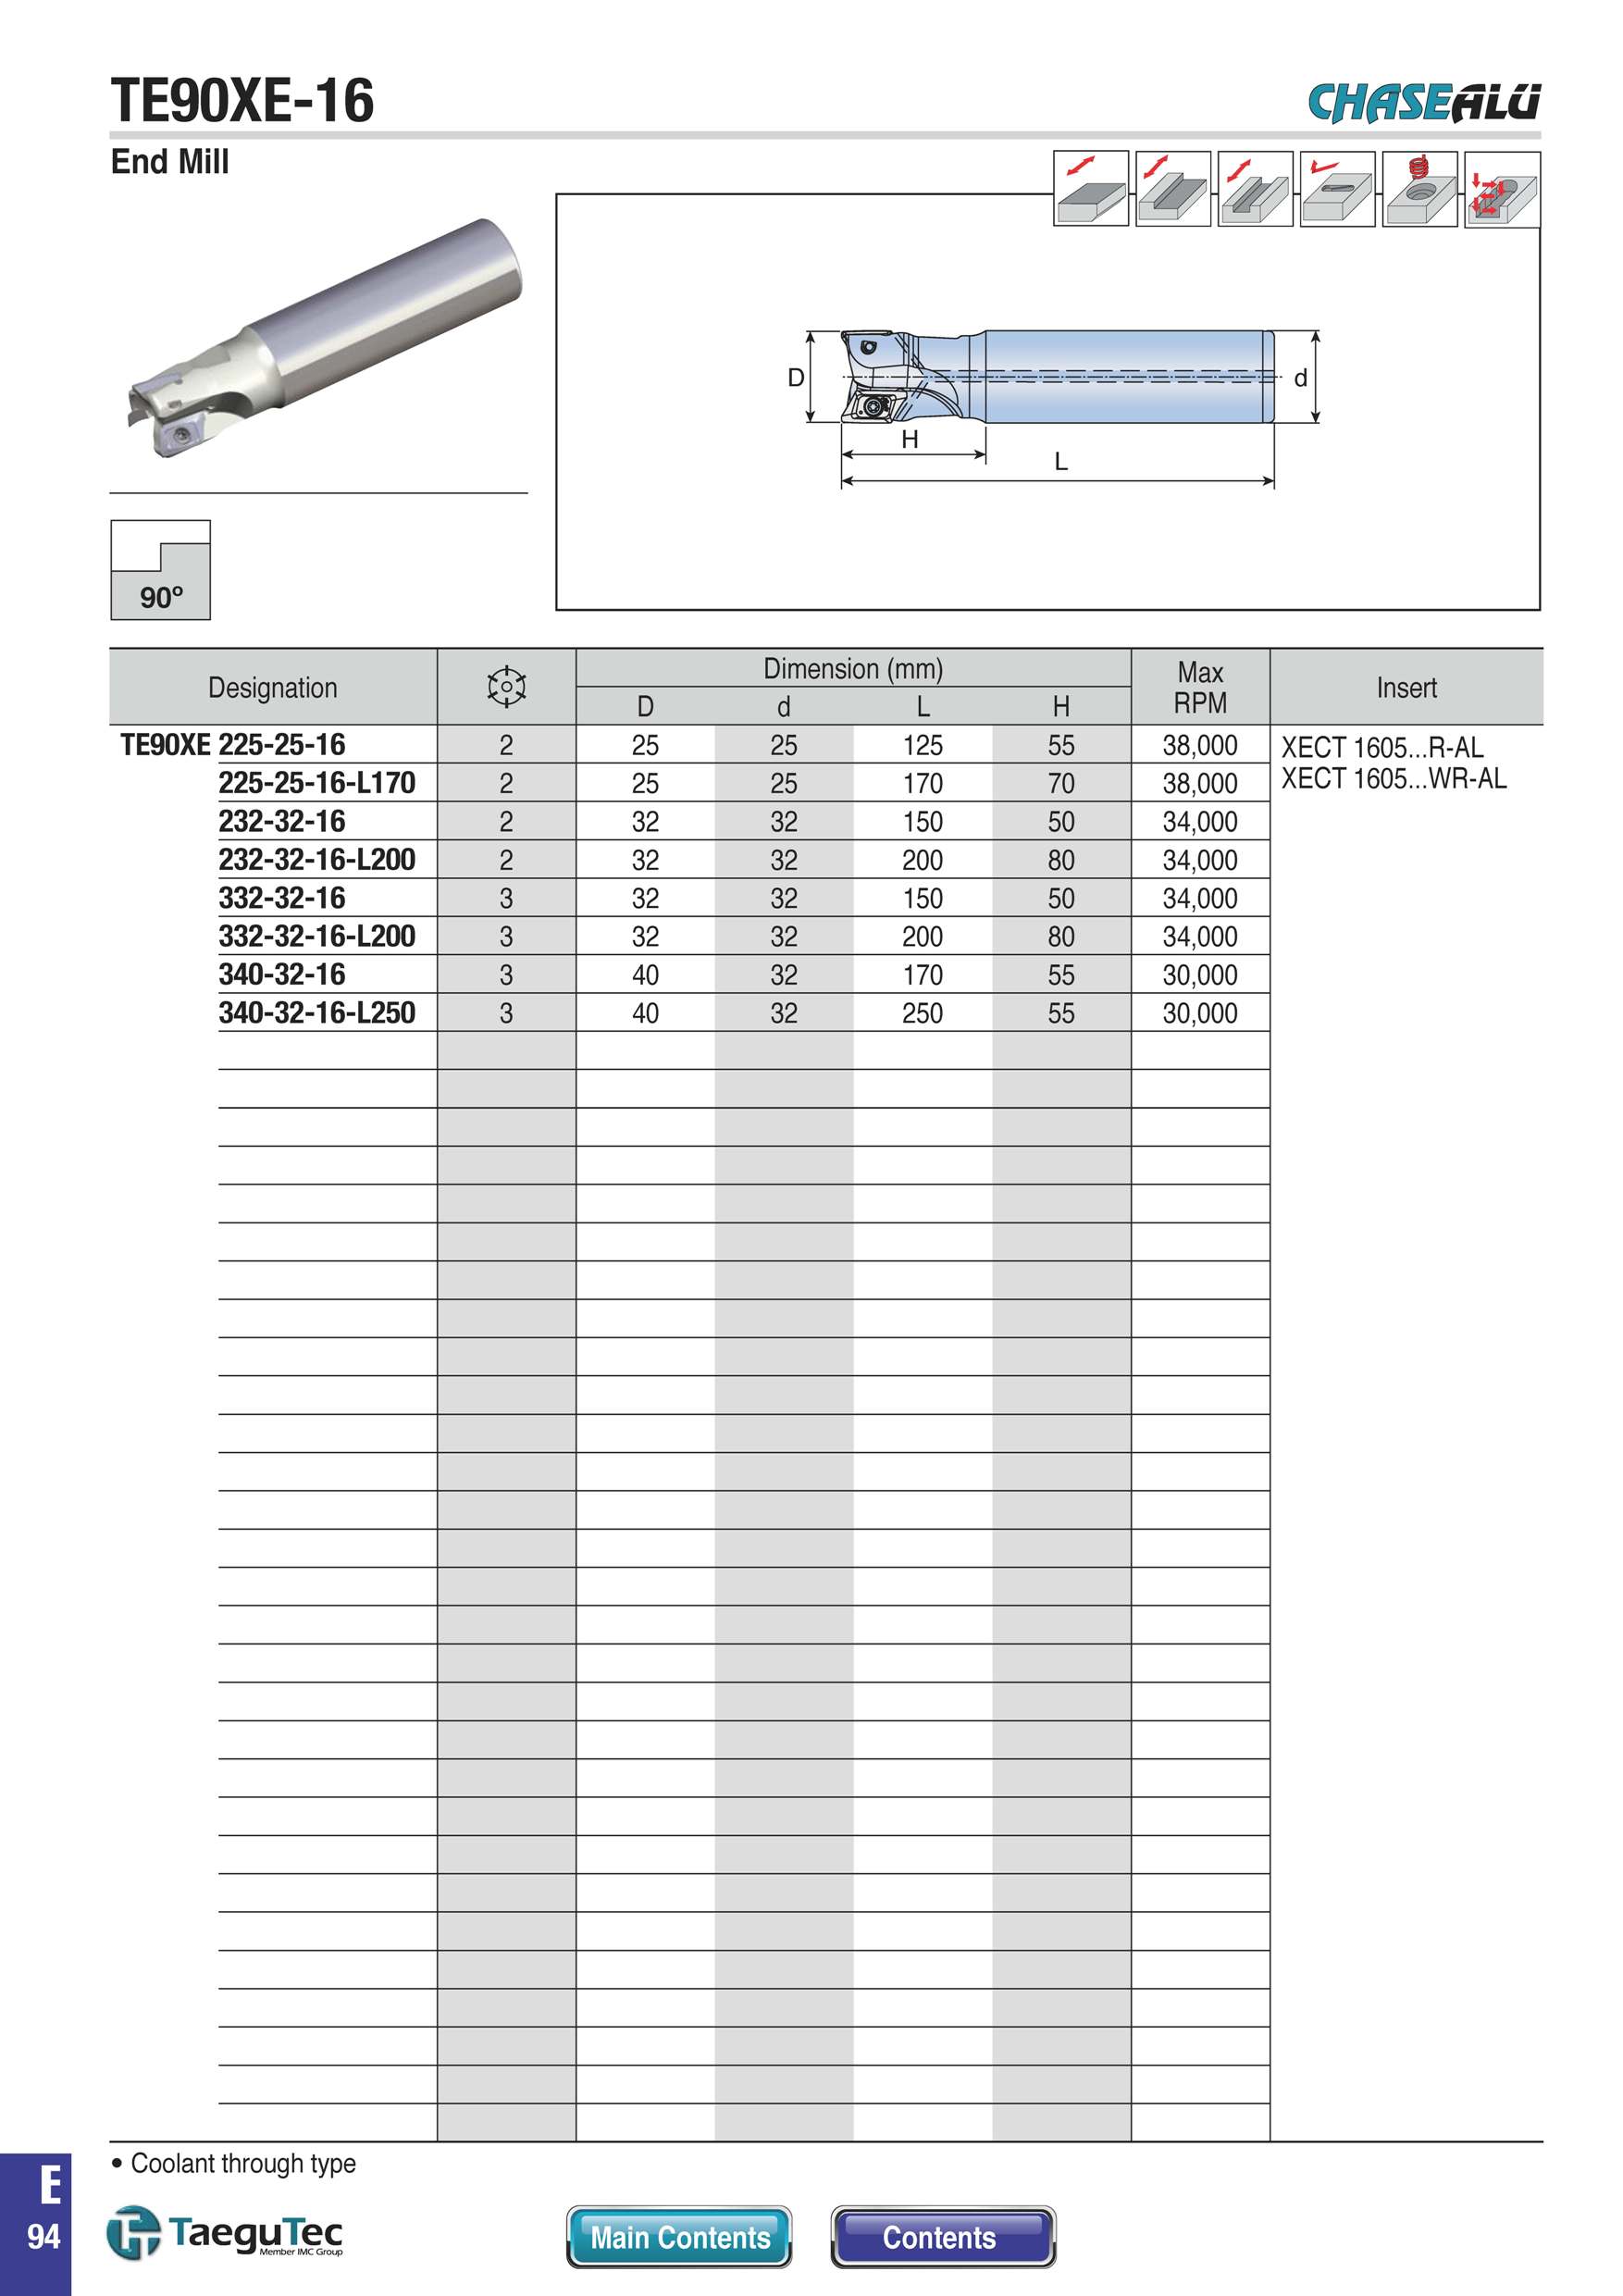 TE90XE-16
CHASEALU
End Mill
D
d
H
L
90º
Designation
Dimension (mm)
Max
RPM
Insert
D d L H
TE90XE 225-25-16 2 25 25 125 55 38,000 XECT 1605...R-AL
225-25-16-L170 2 25 25 170 70 38,000 XECT 1605...WR-AL
232-32-16 2 32 32 150 50 34,000
232-32-16-L200 2 32 32 200 80 34,000
332-32-16 3 32 32 150 50 34,000
332-32-16-L200 3 32 32 200 80 34,000
340-32-16 3 40 32 170 55 30,000
340-32-16-L250 3 40 32 250 55 30,000
• Coolant through type
E
94
TaeguTec
Member IMC Group
Main Contents
Contents